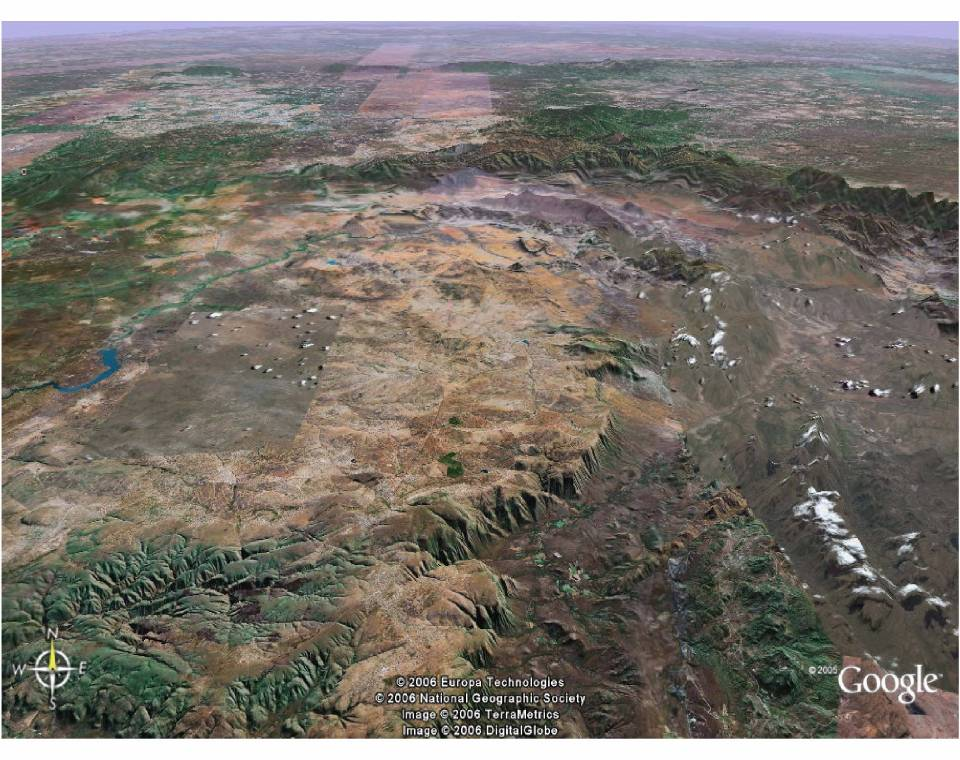 N
W E
S
© 2006 Europa Technologies
© 2006 National Geographic Society
Image © 2006 TerraMetrics
Image © 2006 DigitalGlobe
© 2005 Google